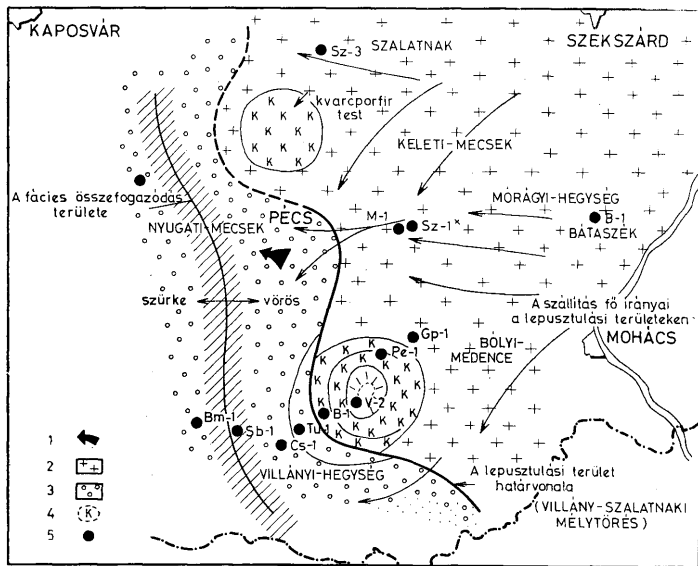 KAPOSVÁR
SZEKSZÁRD
Sz-3
SZALATNAK
kvarcporfir
test
KELETI-MECSEK
A fácies összefogazódás
területe
MÓRÁGYI-HEGYSÉG
B-1
BÁTASZÉK
PÉCS
M-1
Sz-1ˣ
NYUGATI-MECSEK
szürke
vörös
A szállítás fő irányai
a lepusztulási területeken
MOHÁCS
Gp-1
BÓLYI-
MEDENCE
Pe-1
V-2
B-1
Bm-1
Sb-1
Tu-1
Cs-1
VILLÁNYI-HEGYSÉG
A lepusztulási terület
határvonala
(VILLÁNY-SZALATNAKI
MÉLYTÖRÉS)
1
2
3
4 K
5